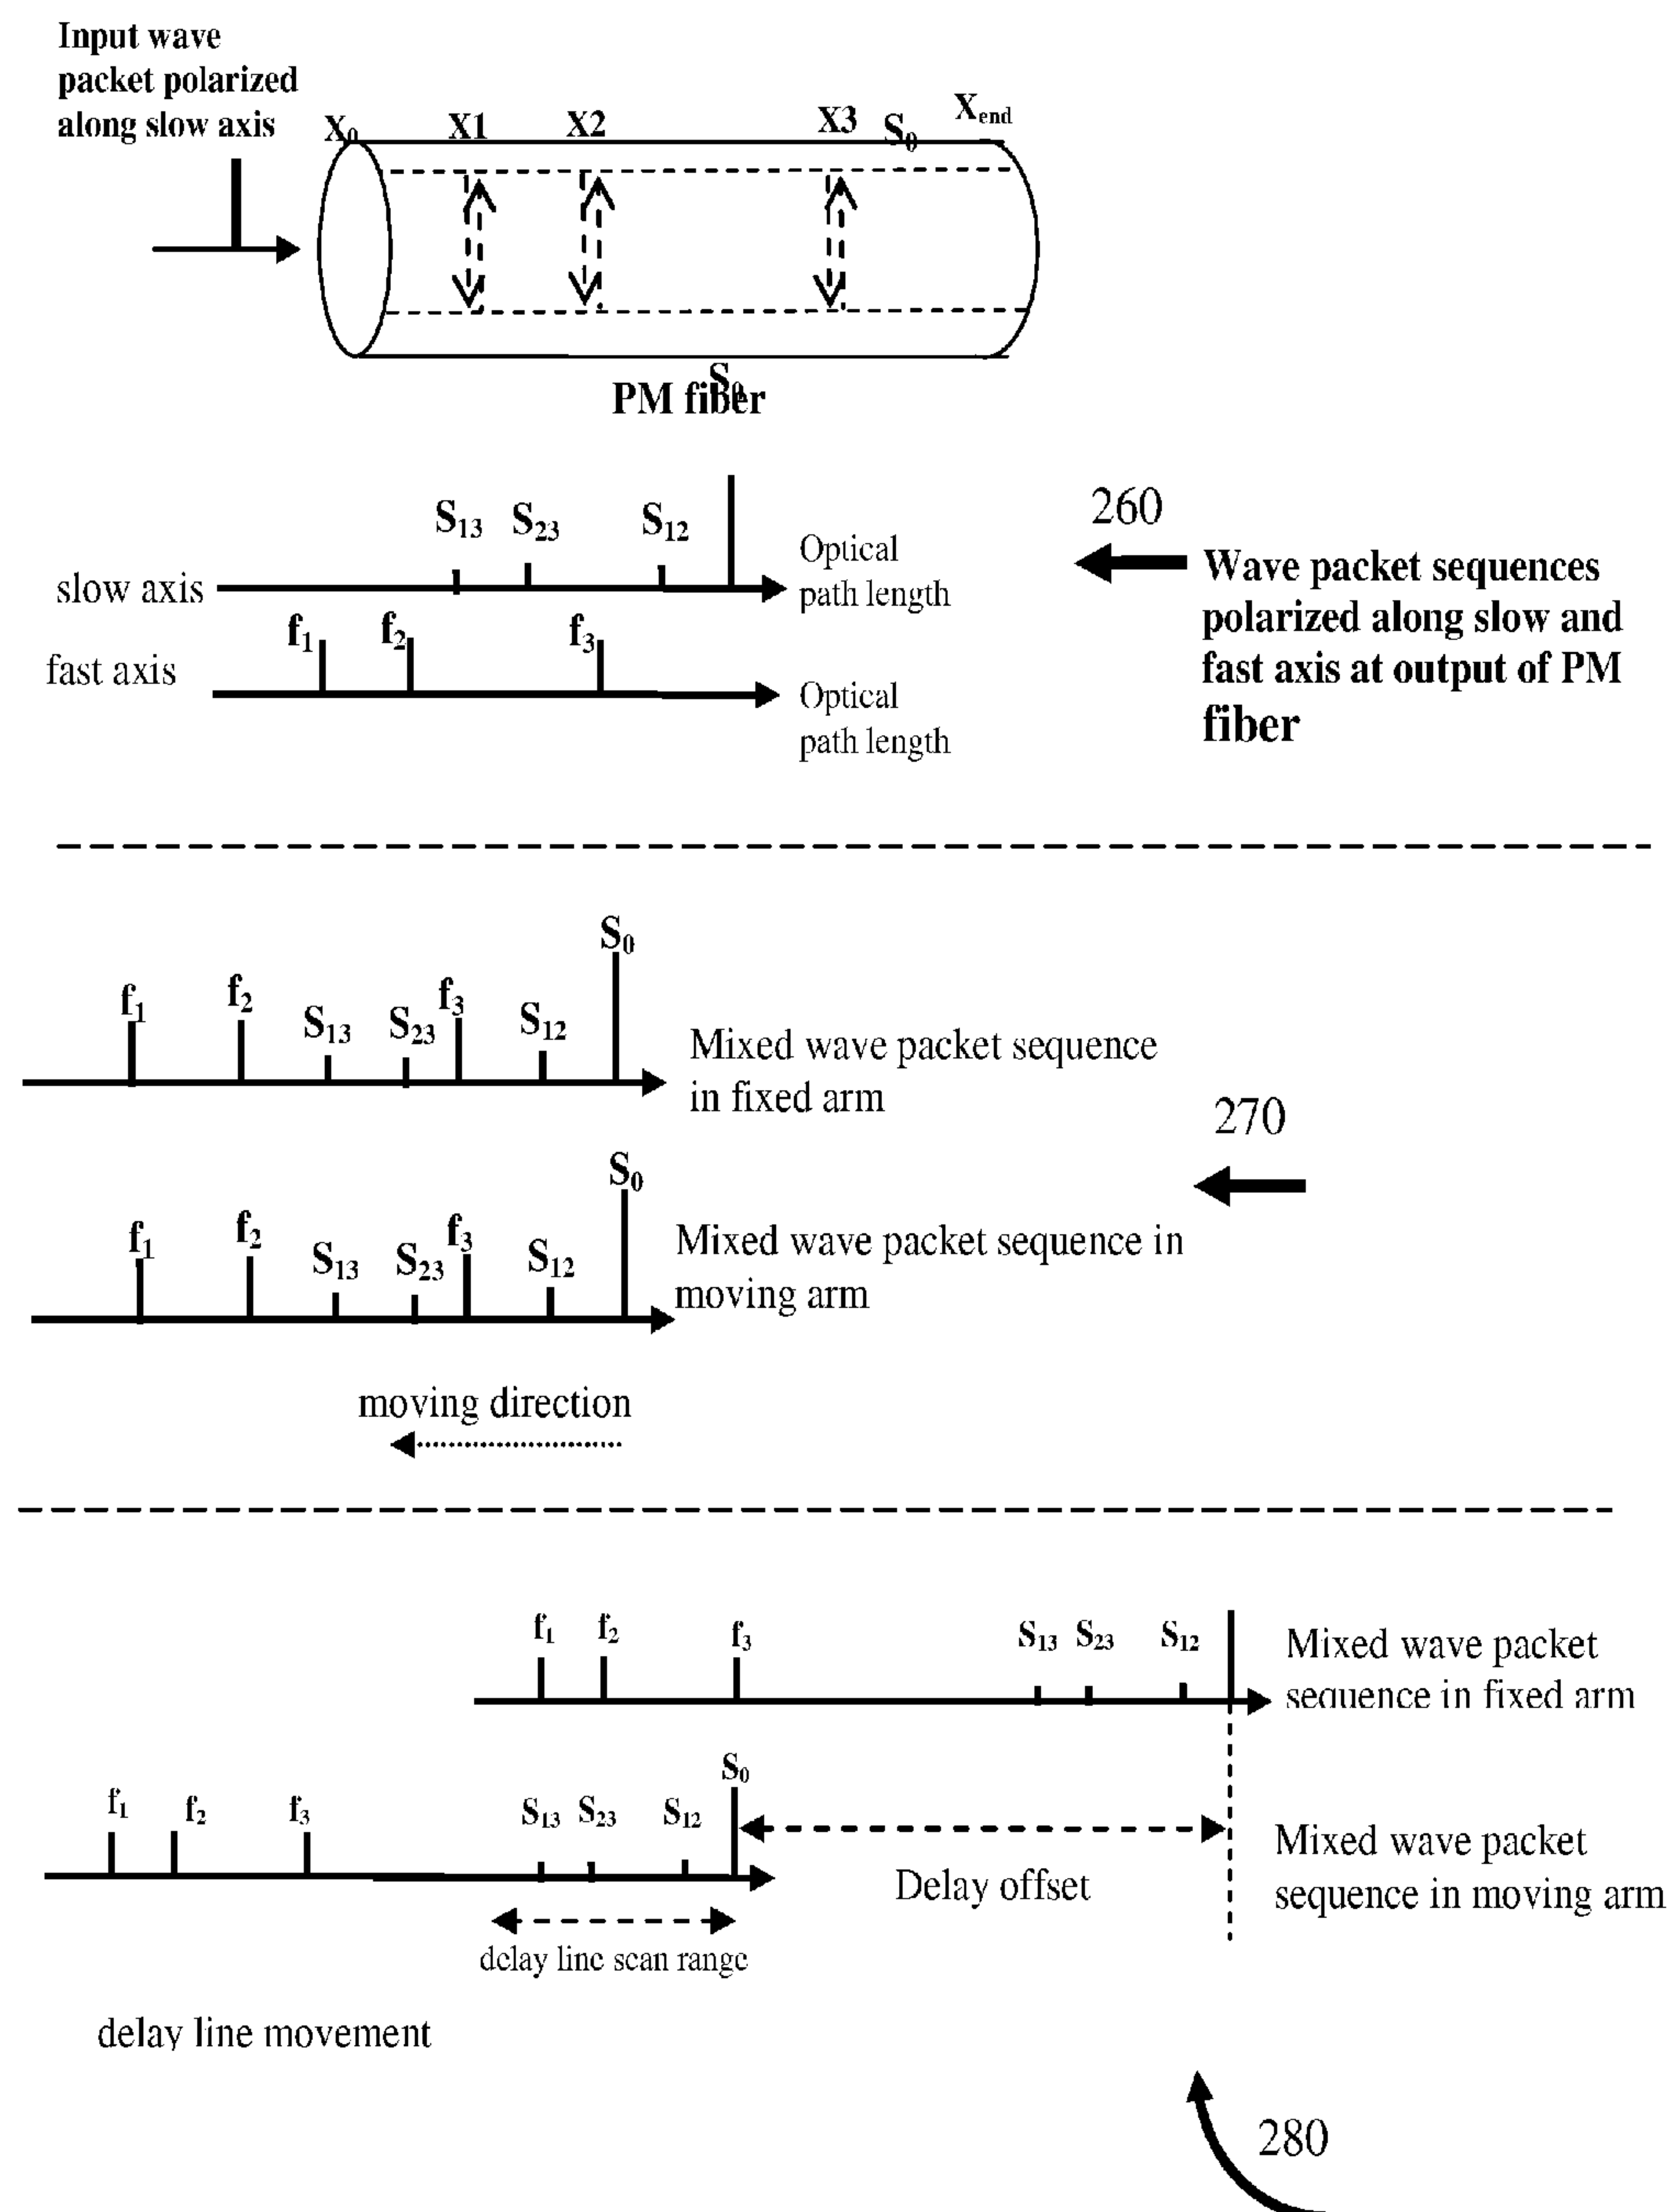 Input wave
packet polarized
along slow axis
X₀
X1
X2
X3
S₀
Xend
S₀
PM fiber
S₁₃
S₂₃
S₁₂
slow axis
Optical
path length
f₁
f₂
f₃
fast axis
Optical
path length
260
Wave packet sequences
polarized along slow and
fast axis at output of PM
fiber
S₀
f₁
f₂
S₁₃
S₂₃
f₃
S₁₂
Mixed wave packet sequence
in fixed arm
270
S₀
f₁
f₂
S₁₃
S₂₃
f₃
S₁₂
Mixed wave packet sequence in
moving arm
moving direction
f₁
f₂
f₃
S₁₃
S₂₃
S₁₂
Mixed wave packet
sequence in fixed arm
S₀
f₁
f₂
f₃
S₁₃
S₂₃
S₁₂
Delay offset
Mixed wave packet
sequence in moving arm
delay line scan range
delay line movement
280